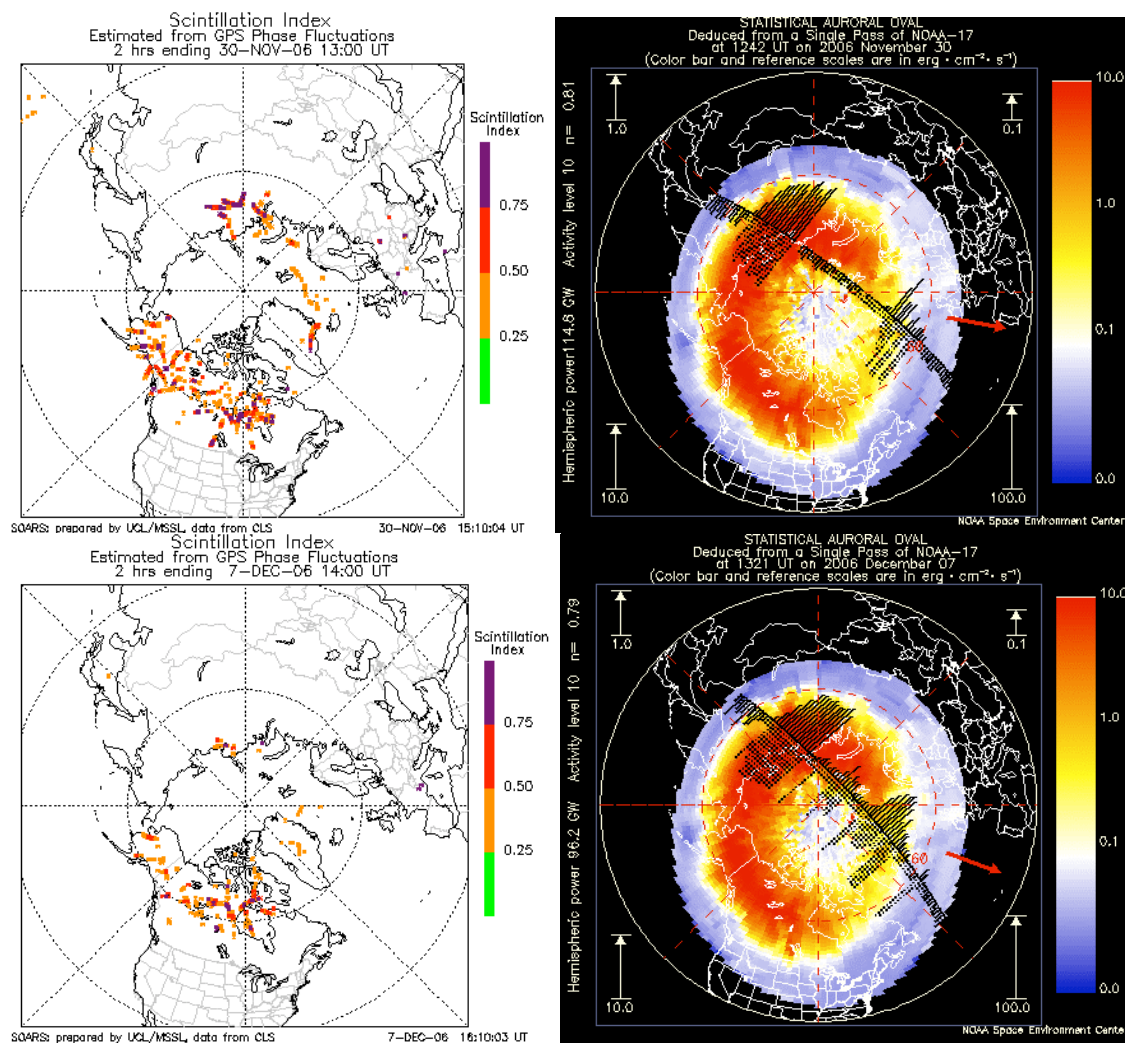 Scintillation Index
Estimated from GPS Phase Fluctuations
2 hrs ending 30-NOV-06 13:00 UT
Scintillation
Index
0.75
0.50
0.25
SOARS: prepared by UCL/MSSL, data from CLS
30-NOV-06 15:10:04 UT
STATISTICAL AURORAL OVAL
Deduced from a Single Pass of NOAA-17
at 1242 UT on 2006 November 30
(Color bar and reference scales are in erg · cm⁻² · s⁻¹)
Hemispheric power114.8 GW Activity level 10 n= 0.81
1.0
0.1
10.0
100.0
60
10.0
1.0
0.1
0.0
NOAA Space Environment Center
Scintillation Index
Estimated from GPS Phase Fluctuations
2 hrs ending 7-DEC-06 14:00 UT
Scintillation
Index
0.75
0.50
0.25
SOARS: prepared by UCL/MSSL, data from CLS
7-DEC-06 16:10:03 UT
STATISTICAL AURORAL OVAL
Deduced from a Single Pass of NOAA-17
at 1321 UT on 2006 December 07
(Color bar and reference scales are in erg · cm⁻² · s⁻¹)
Hemispheric power 96.2 GW Activity level 10 n= 0.79
1.0
0.1
10.0
100.0
60
10.0
1.0
0.1
0.0
NOAA Space Environment Cente